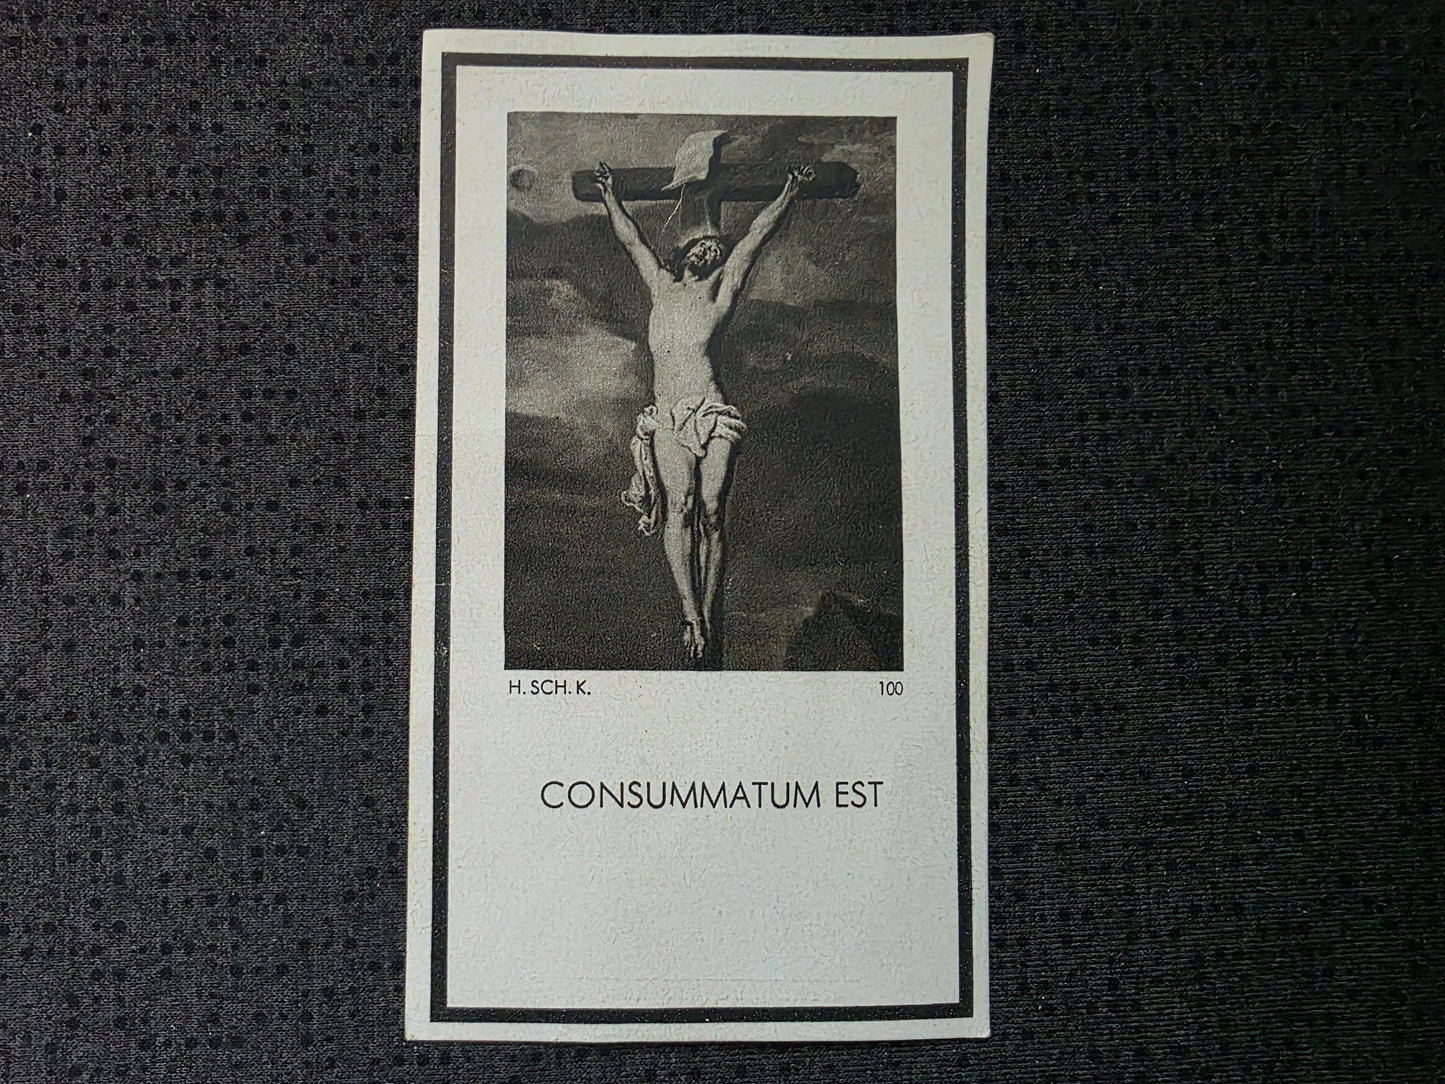 H. SCH. K. 100
CONSUMMATUM EST